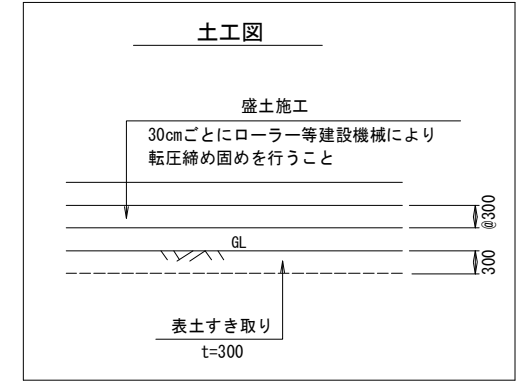 土工図
盛土施工
30cmごとにローラー等建設機械により
転圧締め固めを行うこと
@300
GL
300
表土すき取り
t=300